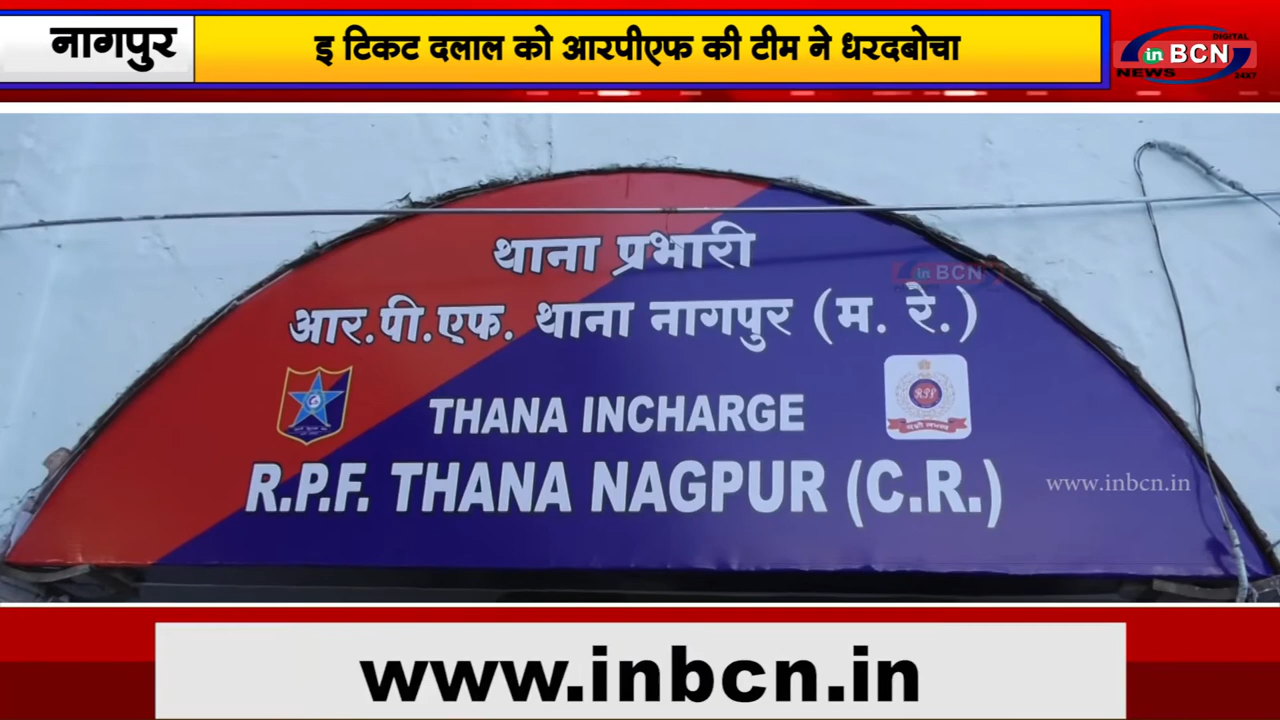 नागपुर
इ टिकट दलाल को आरपीएफ की टीम ने धरदबोचा
DIGITAL
in BCN
NEWS 24X7
थाना प्रभारी
in BCN
आर.पी.एफ. थाना नागपुर (म. रे.)
THANA INCHARGE
R.P.F. THANA NAGPUR (C.R.)
www.inbcn.in
www.inbcn.in